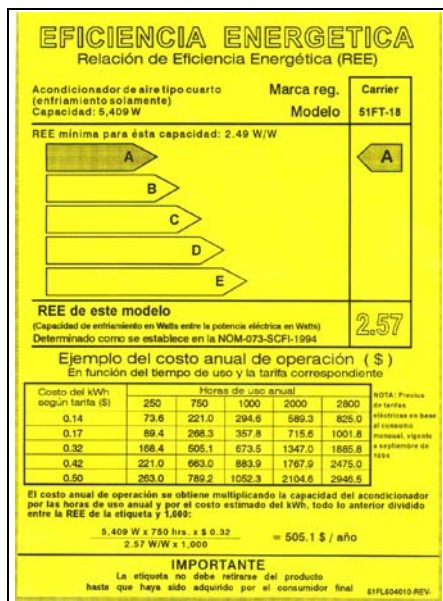 EFICIENCIA ENERGETICA
Relación de Eficiencia Energética (REE)
Acondicionador de aire tipo cuarto
(enfriamiento solamente)
Capacidad: 5,409 W
Marca reg.
Modelo
Carrier
51FT-18
REE mínima para ésta capacidad: 2.49 W/W
A
A
B
C
D
E
REE de este modelo
(Capacidad de enfriamiento en Watts entre la potencia eléctrica en Watts)
Determinado como se establece en la NOM-073-SCFI-1994
2.57
Ejemplo del costo anual de operación ($)
En función del tiempo de uso y la tarifa correspondiente
Costo del kWh
según tarifa ($)
Horas de uso anual
250 750 1000 2000 2800
0.14 73.6 221.0 294.6 589.3 825.0
0.17 89.4 268.3 357.8 715.6 1001.8
0.32 168.4 505.1 673.5 1347.0 1885.8
0.42 221.0 663.0 883.9 1767.9 2475.0
0.50 263.0 789.2 1052.3 2104.6 2946.5
NOTA: Precios
de tardas
eléctricas en base
al consumo
mensual, vigente
a septiembre de
1994
El costo anual de operación se obtiene multiplicando la capacidad del acondicionador
por las horas de uso anual y por el costo estimado del kWh, todo lo anterior dividido
entre la REE de la etiqueta y 1,000:
5,409 W x 750 hrs. x $ 0.32
2.57 W/W x 1,000
= 505.1 $ / año
IMPORTANTE
La etiqueta no debe retirarse del producto
hasta que haya sido adquirido por el consumidor final
51FL504010-REV-